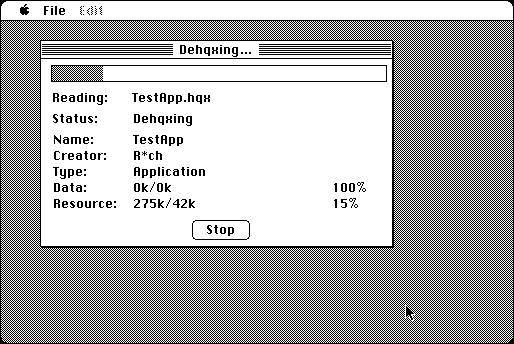 File Edit
Dehqxing...
Reading: TestApp.hqx
Status: Dehqxing
Name: TestApp
Creator: R*ch
Type: Application
Data: 0k/0k 100%
Resource: 275k/42k 15%
Stop